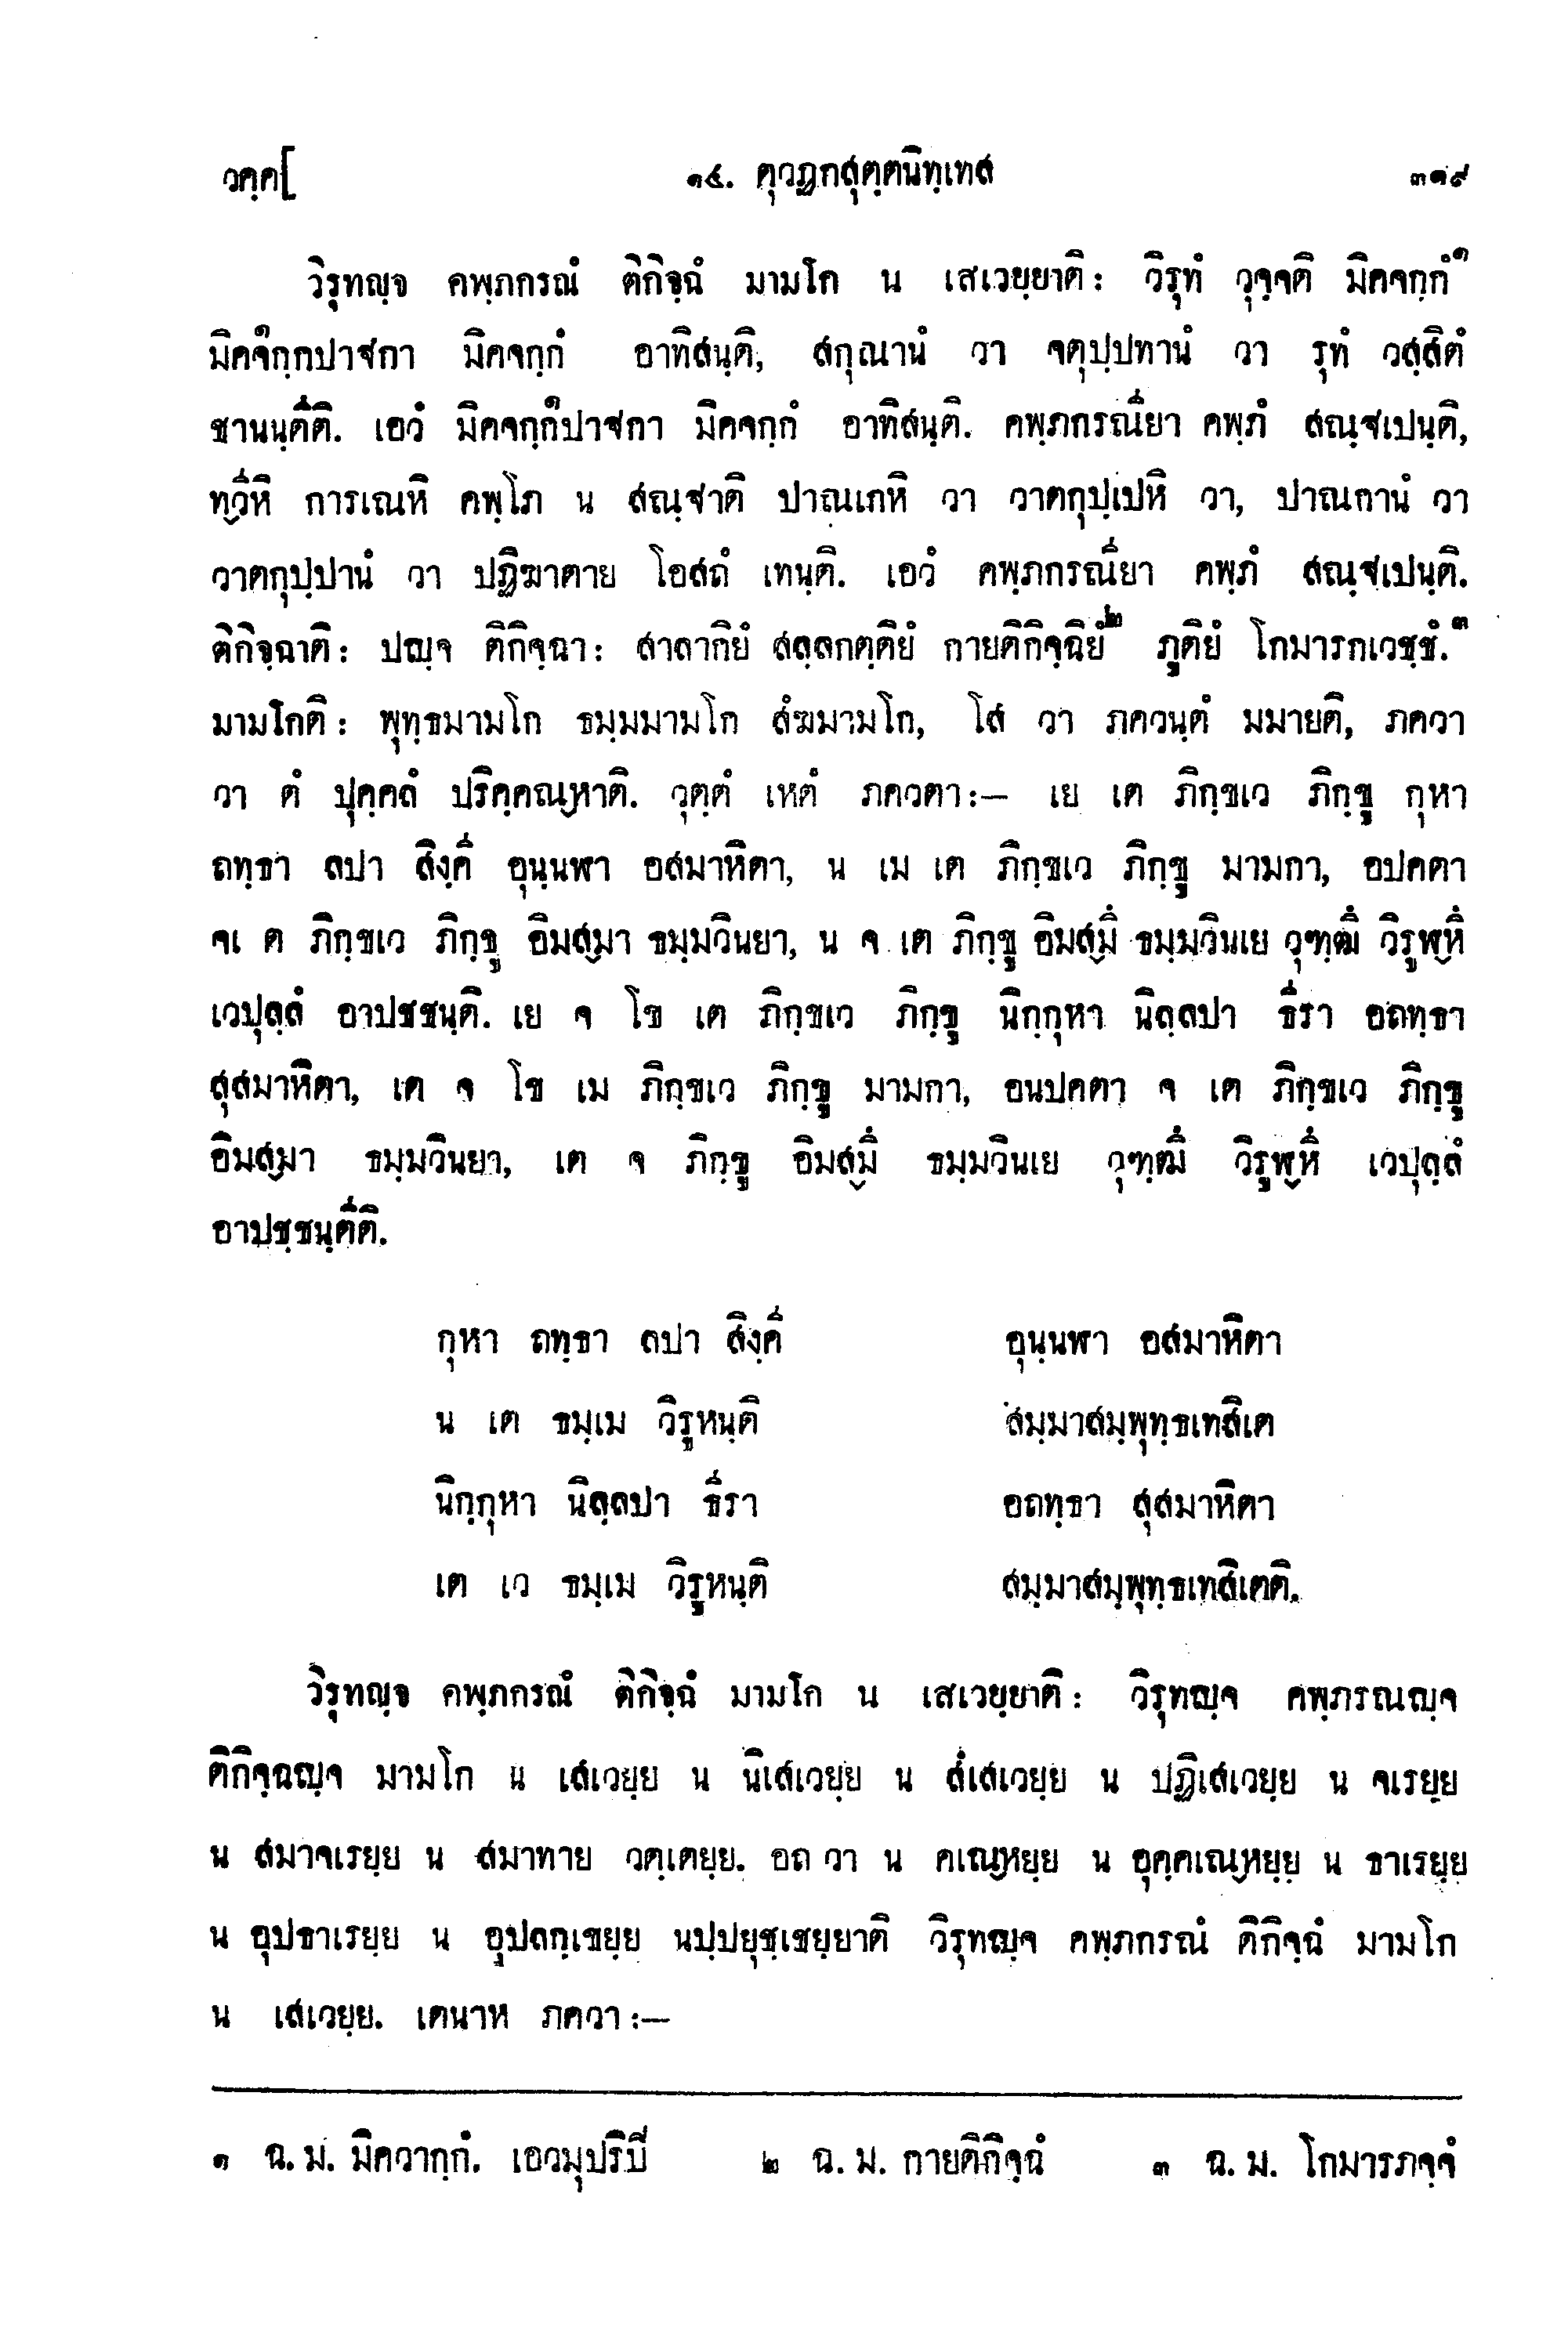 วคฺค] ๑๔. ตุวฏกสุตฺตนิทฺเทส ๓๑๙
วิรุทญฺจ คพฺภกรณํ ติกิจฺฉํ มามโก น เสเวยฺยาติ: วิรุทํ วุจฺจติ มิคจกฺกํ๑
มิคจกฺกปาฐกา มิคจกฺกํ อาทิสนฺติ, สกุณานํ วา จตุปฺปทานํ วา รุทํ วสฺสิตํ
ชานนฺตีติ. เอวํ มิคจกฺกปาฐกา มิคจกฺกํ อาทิสนฺติ. คพฺภกรณียา คพฺภํ สณฺฐเปนฺติ,
ทฺวีหิ การเณหิ คพฺโภ น สณฺฐาติ ปาณเกหิ วา วาตกุปฺเปหิ วา, ปาณกานํ วา
วาตกุปฺปานํ วา ปฏิฆาตาย โอสถํ เทนฺติ. เอวํ คพฺภกรณียา คพฺภํ สณฺฐเปนฺติ.
ติกิจฺฉาติ: ปญฺจ ติกิจฺฉา: สาลากิยํ สลฺลกตฺติยํ กายติกิจฺฉิยํ๒ ภูติยํ โกมารกเวชฺชํ.๓
มามโกติ: พุทฺธมามโก ธมฺมมามโก สํฆมามโก, โส วา ภควนฺตํ มมายติ, ภควา
วา ตํ ปุคฺคลํ ปริคฺคณฺหาติ. วุตฺตํ เหตํ ภควตา:— เย เต ภิกฺขเว ภิกฺขู กุหา
ถทฺธา ลปา สิงฺคี อุนฺนฬา อสมาหิตา, น เม เต ภิกฺขเว ภิกฺขู มามกา, อปคตา
จเ ต ภิกฺขเว ภิกฺขู อิมสฺมา ธมฺมวินยา, น จ เต ภิกฺขู อิมสฺมึ ธมฺมวินเย วุฑฺฒึ วิรูฬฺหึ
เวปุลฺลํ อาปชชนฺติ. เย จ โข เต ภิกฺขเว ภิกฺขู นิกฺกุหา นิลฺลปา ธีรา อถทฺธา
สุสมาหิตา, เต จ โข เม ภิกฺขเว ภิกฺขู มามกา, อนปคตา จ เต ภิกฺขเว ภิกฺขู
อิมสฺมา ธมฺมวินยา, เต จ ภิกฺขู อิมสฺมึ ธมฺมวินเย วุฑฺฒึ วิรูฬฺหึ เวปุลฺลํ
อาปชฺชนฺตีติ.
กุหา ถทฺธา ลปา สิงฺคี อุนฺนฬา อสมาหิตา
น เต ธมฺเม วิรูหนฺติ สมฺมาสมฺพุทฺธเทสิเต
นิกฺกุหา นิลฺลปา ธีรา อถทฺธา สุสมาหิตา
เต เว ธมฺเม วิรูหนฺติ สมฺมาสมฺพุทฺธเทสิเตติ.
วิรุทญฺจ คพฺภกรณํ ติกิจฺฉํ มามโก น เสเวยฺยาติ: วิรุทญฺจ คพฺภรณญฺจ
ติกิจฺฉญฺจ มามโก น เสเวยฺย น นิเสเวยฺย น สํเสเวยฺย น ปฏิเสเวยฺย น จเรยฺย
น สมาจเรยฺย น สมาทาย วตฺเตยฺย. อถ วา น คเณฺหยฺย น อุคฺคเณฺหยฺย น ธาเรยฺย
น อุปธาเรยฺย น อุปลกฺเขยฺย นปฺปยุชฺเชยฺยาติ วิรุทญฺจ คพฺภกรณํ ติกิจฺฉํ มามโก
น เสเวยฺย. เตนาห ภควา:—
๑ ฉ. ม. มิควากฺกํ. เอวมุปริปิ ๒ ฉ. ม. กายติกิจฺฉํ ๓ ฉ. ม. โกมารภจฺจํ